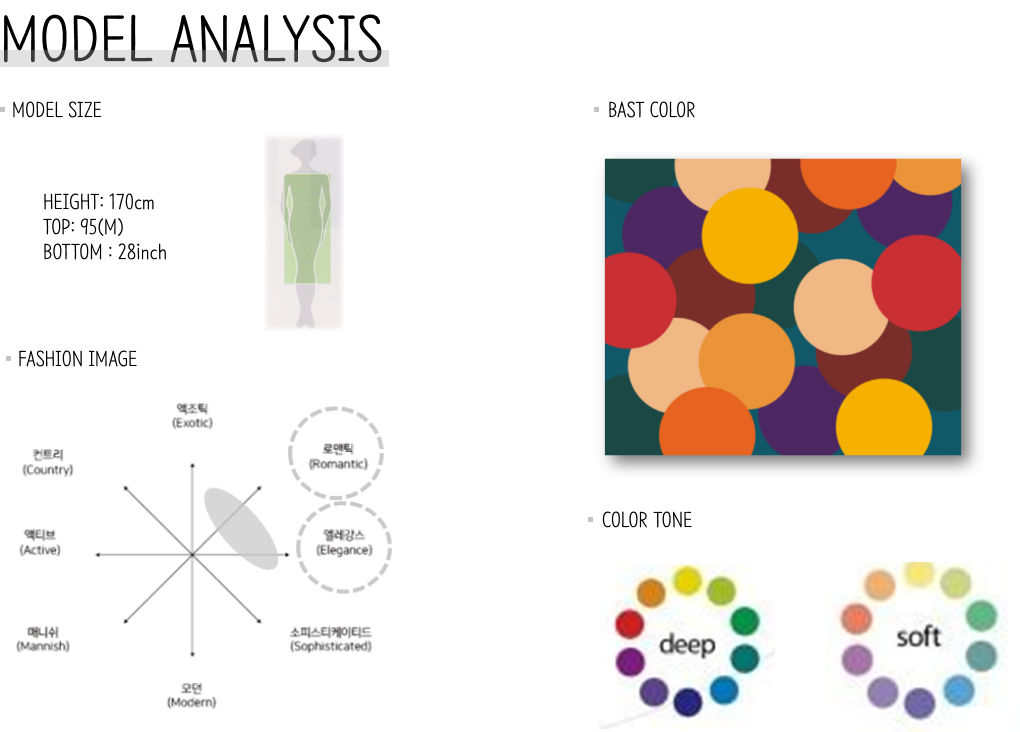 MODEL ANALYSIS
MODEL SIZE
HEIGHT: 170cm
TOP: 95(M)
BOTTOM : 28inch
FASHION IMAGE
액조틱
(Exotic)
로맨틱
(Romantic)
컨트리
(Country)
액티브
(Active)
엘레강스
(Elegance)
매니쉬
(Mannish)
소피스티케이티드
(Sophisticated)
모던
(Modern)
BAST COLOR
COLOR TONE
deep
soft